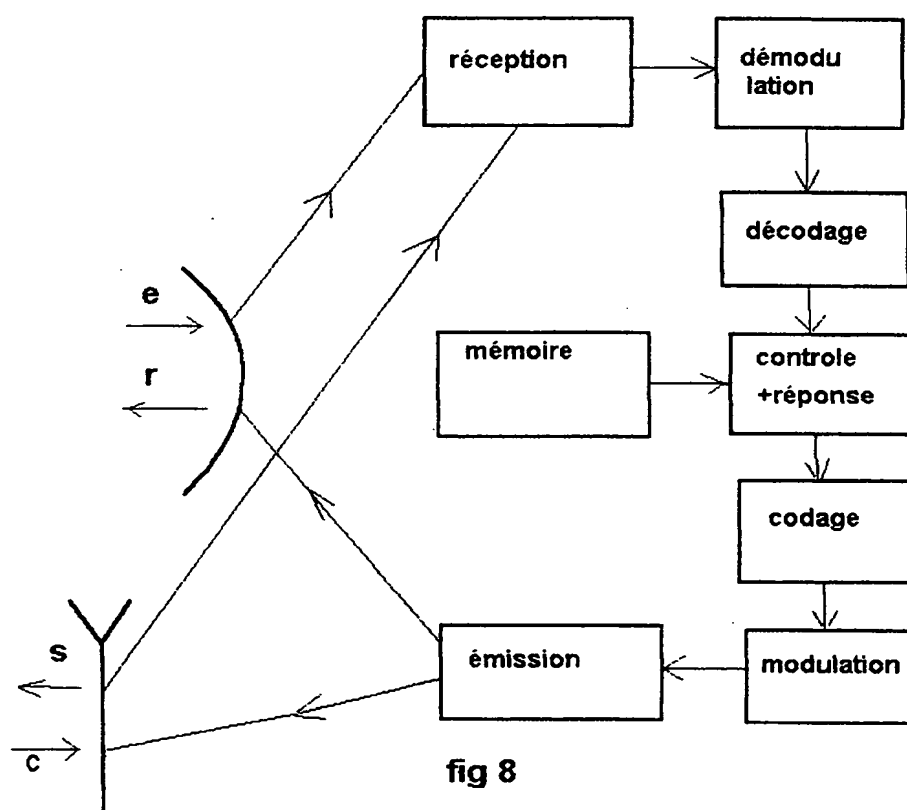 réception
démodu
lation
décodage
e
r
mémoire
controle
+réponse
codage
s
c
émission
modulation
fig 8